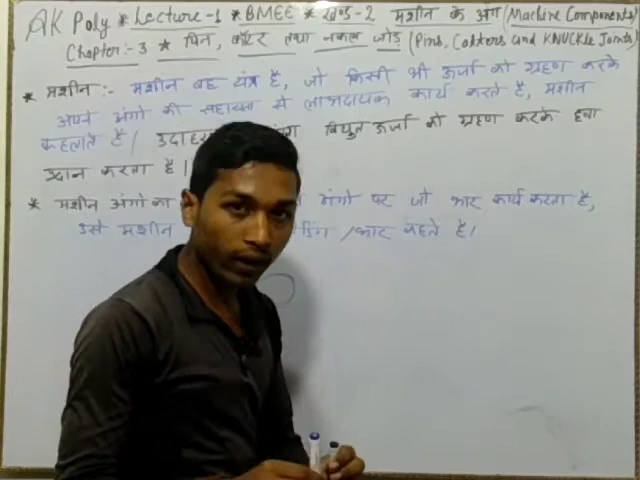 AK Poly * Lecture-1 * BMEE * खण्ड-2 मशीन के अंग (Machine Components)
Chapter:-3 * पिन, कॉटर तथा नकल जोड़ (Pins, Cotters and KNUCKLE Joints)
* मशीन :- मशीन वह यंत्र है, जो किसी भी ऊर्जा को ग्रहण करके
अपने अंगो की सहायता से लाभदायक कार्य करते है, मशीन
कहलाते है। विद्युत ऊर्जा को ग्रहण करके हवा
प्रदान करता है।
* मशीन अंगो का अंगो पर जो भार कार्य करता है,
उसे मशीन / भार कहते है।